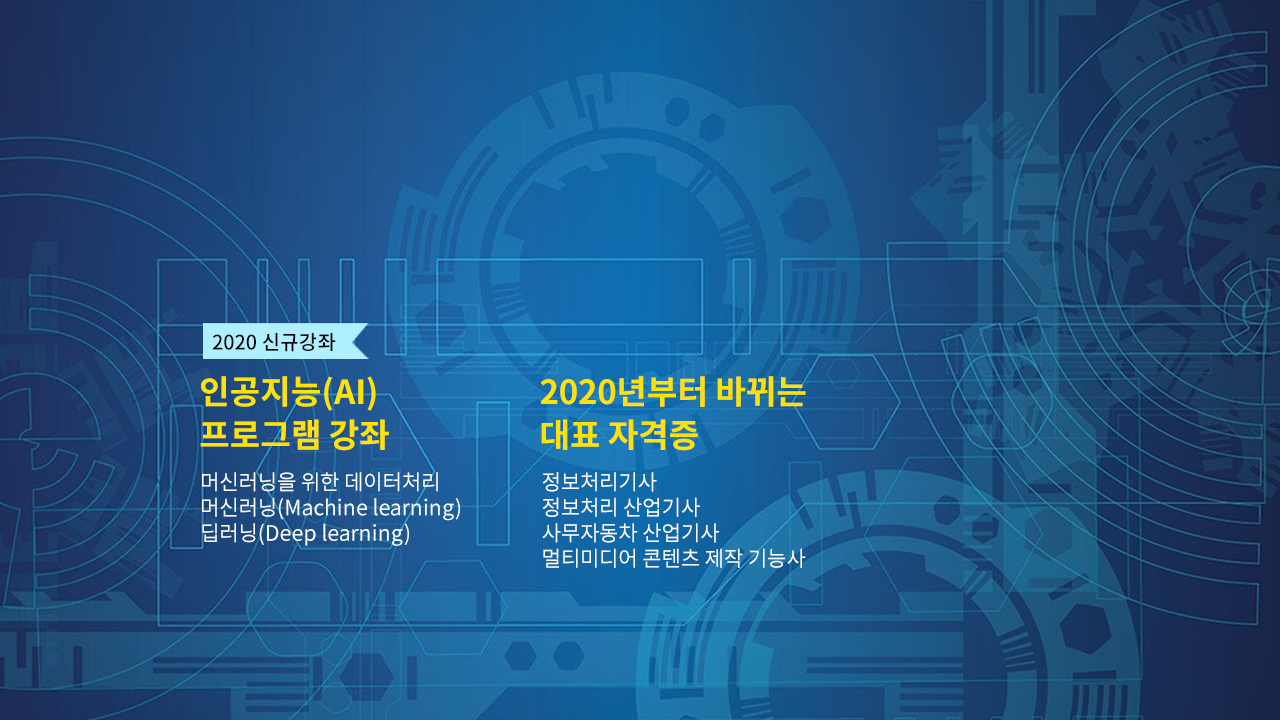 2020 신규강좌
인공지능(AI)
프로그램 강좌
머신러닝을 위한 데이터처리
머신러닝(Machine learning)
딥러닝(Deep learning)
2020년부터 바뀌는
대표 자격증
정보처리기사
정보처리 산업기사
사무자동차 산업기사
멀티미디어 콘텐츠 제작 기능사